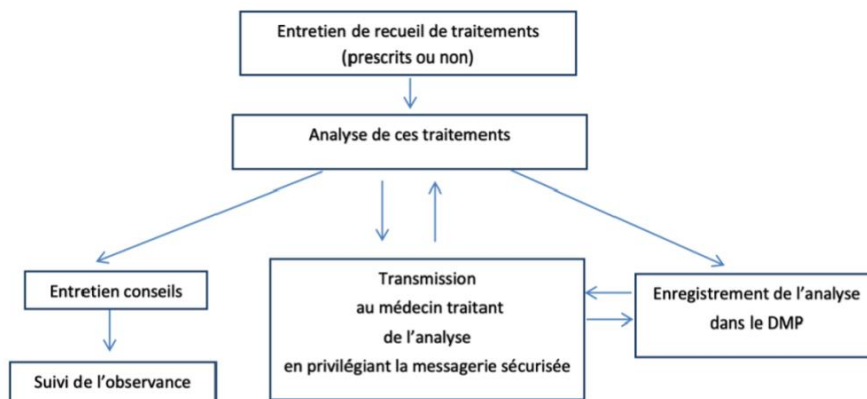 Entretien de recueil de traitements
(prescrits ou non)
Analyse de ces traitements
Entretien conseils
Suivi de l'observance
Transmission
au médecin traitant
de l'analyse
en privilégiant la messagerie sécurisée
Enregistrement de l'analyse
dans le DMP